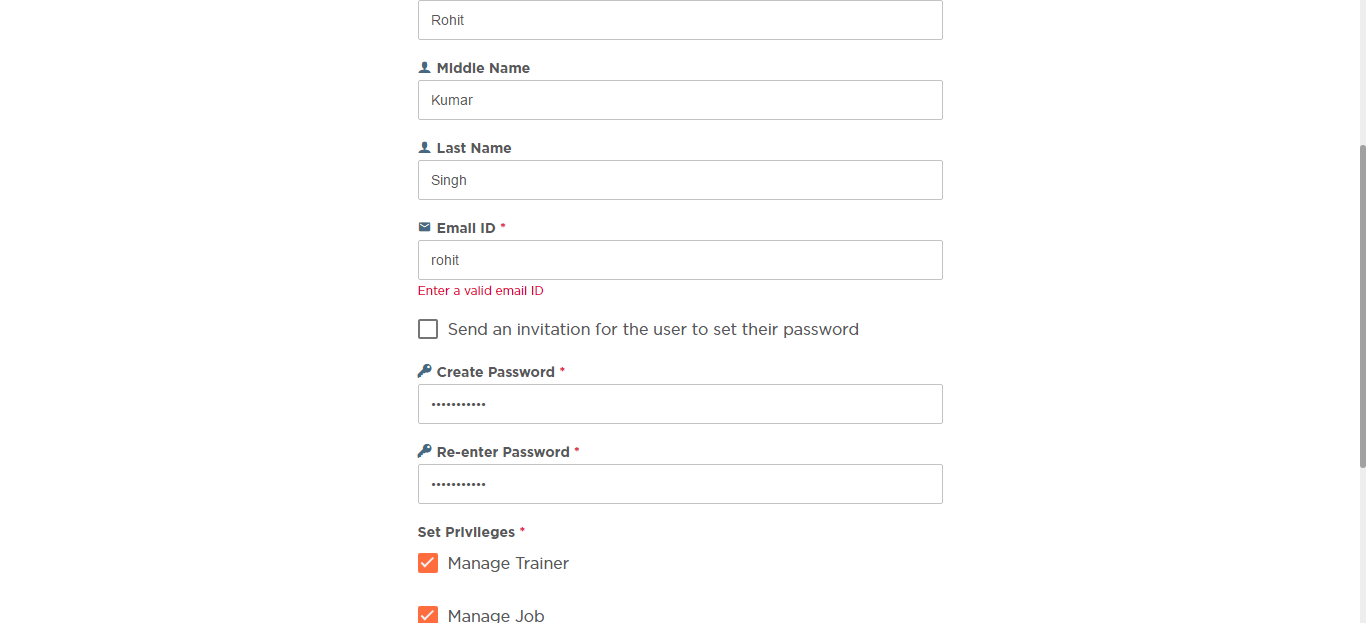 Rohit
Middle Name
Kumar
Last Name
Singh
Email ID *
rohit
Enter a valid email ID
Send an invitation for the user to set their password
Create Password *
•••••••••••
Re-enter Password *
•••••••••••
Set Privileges *
Manage Trainer
Manage Job